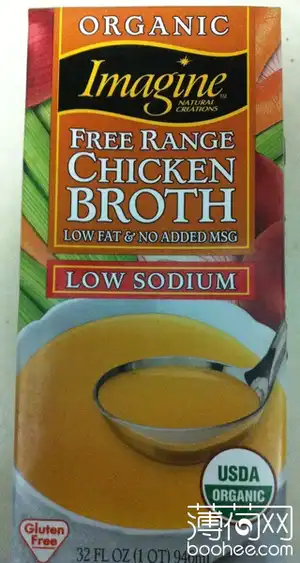 ORGANIC
Imagine™
NATURAL
CREATIONS
FREE RANGE
CHICKEN
BROTH
LOW FAT & NO ADDED MSG
LOW SODIUM
USDA
ORGANIC
Gluten
Free
32 FL OZ (1 QT) 946ml
薄荷网
boohee.com